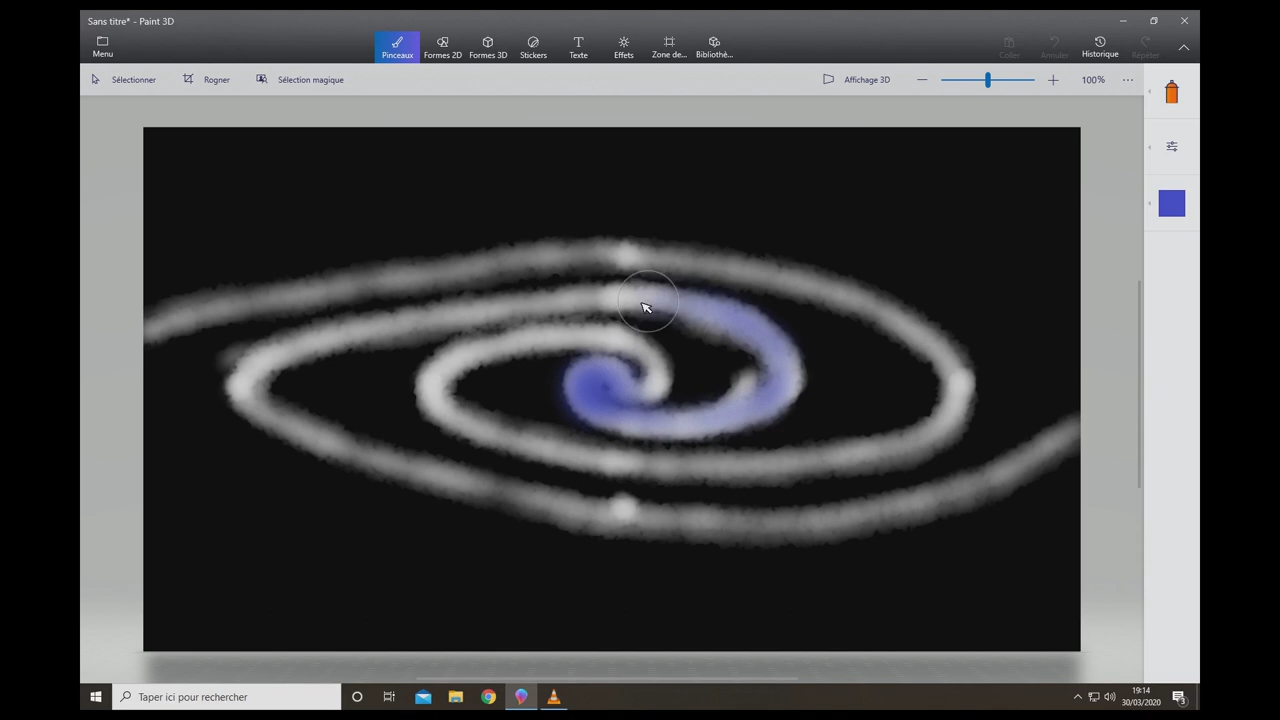 Sans titre* - Paint 3D
Menu
Pinceaux
Formes 2D
Formes 3D
Stickers
Texte
Effets
Zone de...
Bibliothè...
Coller
Annuler
Historique
Répéter
Sélectionner
Rogner
Sélection magique
Affichage 3D
100%
Taper ici pour rechercher
19:14
30/03/2020
3